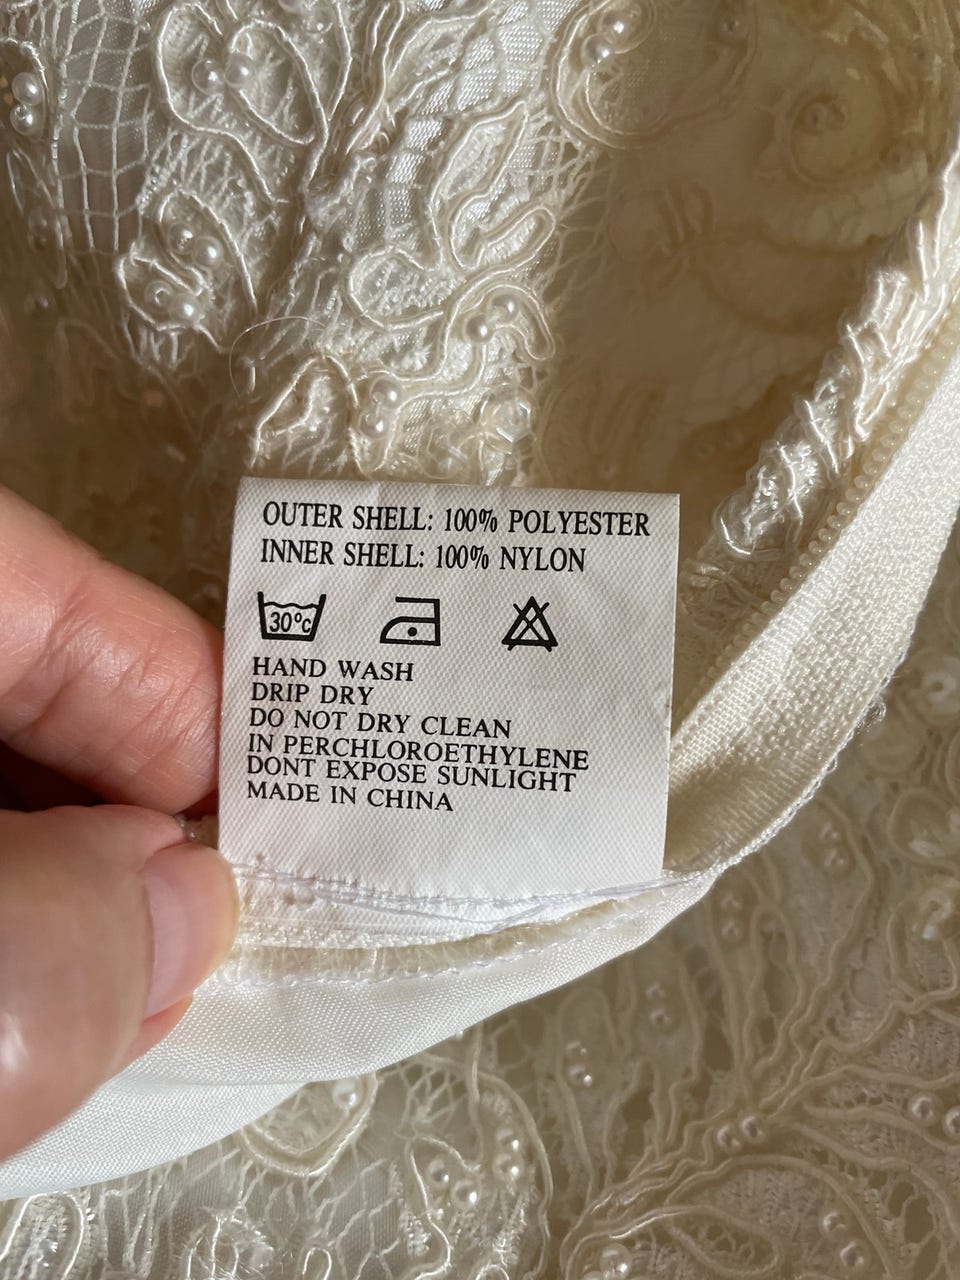 OUTER SHELL: 100% POLYESTER
INNER SHELL: 100% NYLON
30°C
HAND WASH
DRIP DRY
DO NOT DRY CLEAN
IN PERCHLOROETHYLENE
DONT EXPOSE SUNLIGHT
MADE IN CHINA